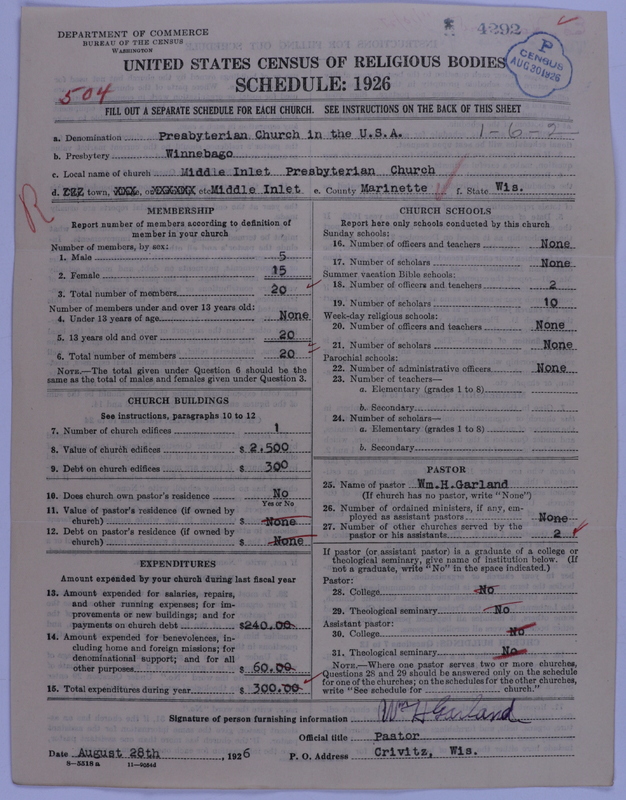 DEPARTMENT OF COMMERCE
BUREAU OF THE CENSUS
WASHINGTON
4292
P
CENSUS
AUG 30 1926
UNITED STATES CENSUS OF RELIGIOUS BODIES
SCHEDULE: 1926
504
FILL OUT A SEPARATE SCHEDULE FOR EACH CHURCH. SEE INSTRUCTIONS ON THE BACK OF THIS SHEET
a. Denomination Presbyterian Church in the U.S.A. 1-6-2
b. Presbytery Winnebago
c. Local name of church Middle Inlet Presbyterian Church
d. town, or etc Middle Inlet e. County Marinette f. State Wis.
R
MEMBERSHIP
Report number of members according to definition of
member in your church
Number of members, by sex:
1. Male 5
2. Female 15
3. Total number of members 20
Number of members under and over 13 years old:
4. Under 13 years of age None
5. 13 years old and over 20
6. Total number of members 20
NOTE.—The total given under Question 6 should be the
same as the total of males and females given under Question 3.
CHURCH BUILDINGS
See instructions, paragraphs 10 to 12
7. Number of church edifices 1
8. Value of church edifices $ 2,500
9. Debt on church edifices $ 300
10. Does church own pastor's residence No
Yes or No
11. Value of pastor's residence (if owned by
church) $ None
12. Debt on pastor's residence (if owned by
church) $ None
EXPENDITURES
Amount expended by your church during last fiscal year
13. Amount expended for salaries, repairs,
and other running expenses; for im-
provements or new buildings; and for
payments on church debt $240.00
14. Amount expended for benevolences, in-
cluding home and foreign missions; for
denominational support; and for all
other purposes $ 60.00
15. Total expenditures during year $ 300.00
CHURCH SCHOOLS
Report here only schools conducted by this church
Sunday schools:
16. Number of officers and teachers None
17. Number of scholars None
Summer vacation Bible schools:
18. Number of officers and teachers 2
19. Number of scholars 10
Week-day religious schools:
20. Number of officers and teachers None
21. Number of scholars None
Parochial schools:
22. Number of administrative officers None
23. Number of teachers—
a. Elementary (grades 1 to 8)
b. Secondary
24. Number of scholars—
a. Elementary (grades 1 to 8)
b. Secondary
PASTOR
25. Name of pastor Wm.H.Garland
(If church has no pastor, write "None")
26. Number of ordained ministers, if any, em-
ployed as assistant pastors None
27. Number of other churches served by the
pastor or his assistants 2
If pastor (or assistant pastor) is a graduate of a college or
theological seminary, give name of institution below. (If
not a graduate, write "No" in the space indicated.)
Pastor:
28. College No
29. Theological seminary No
Assistant pastor:
30. College No
31. Theological seminary No
NOTE.—Where one pastor serves two or more churches,
Questions 28 and 29 should be answered only on the schedule
for one of the churches; on the schedules for the other churches,
write "See schedule for church."
Signature of person furnishing information Wm H Garland
Official title Pastor
Date August 28th, 1926 P. O. Address Crivitz, Wis.
8—5518 a 11—9054d